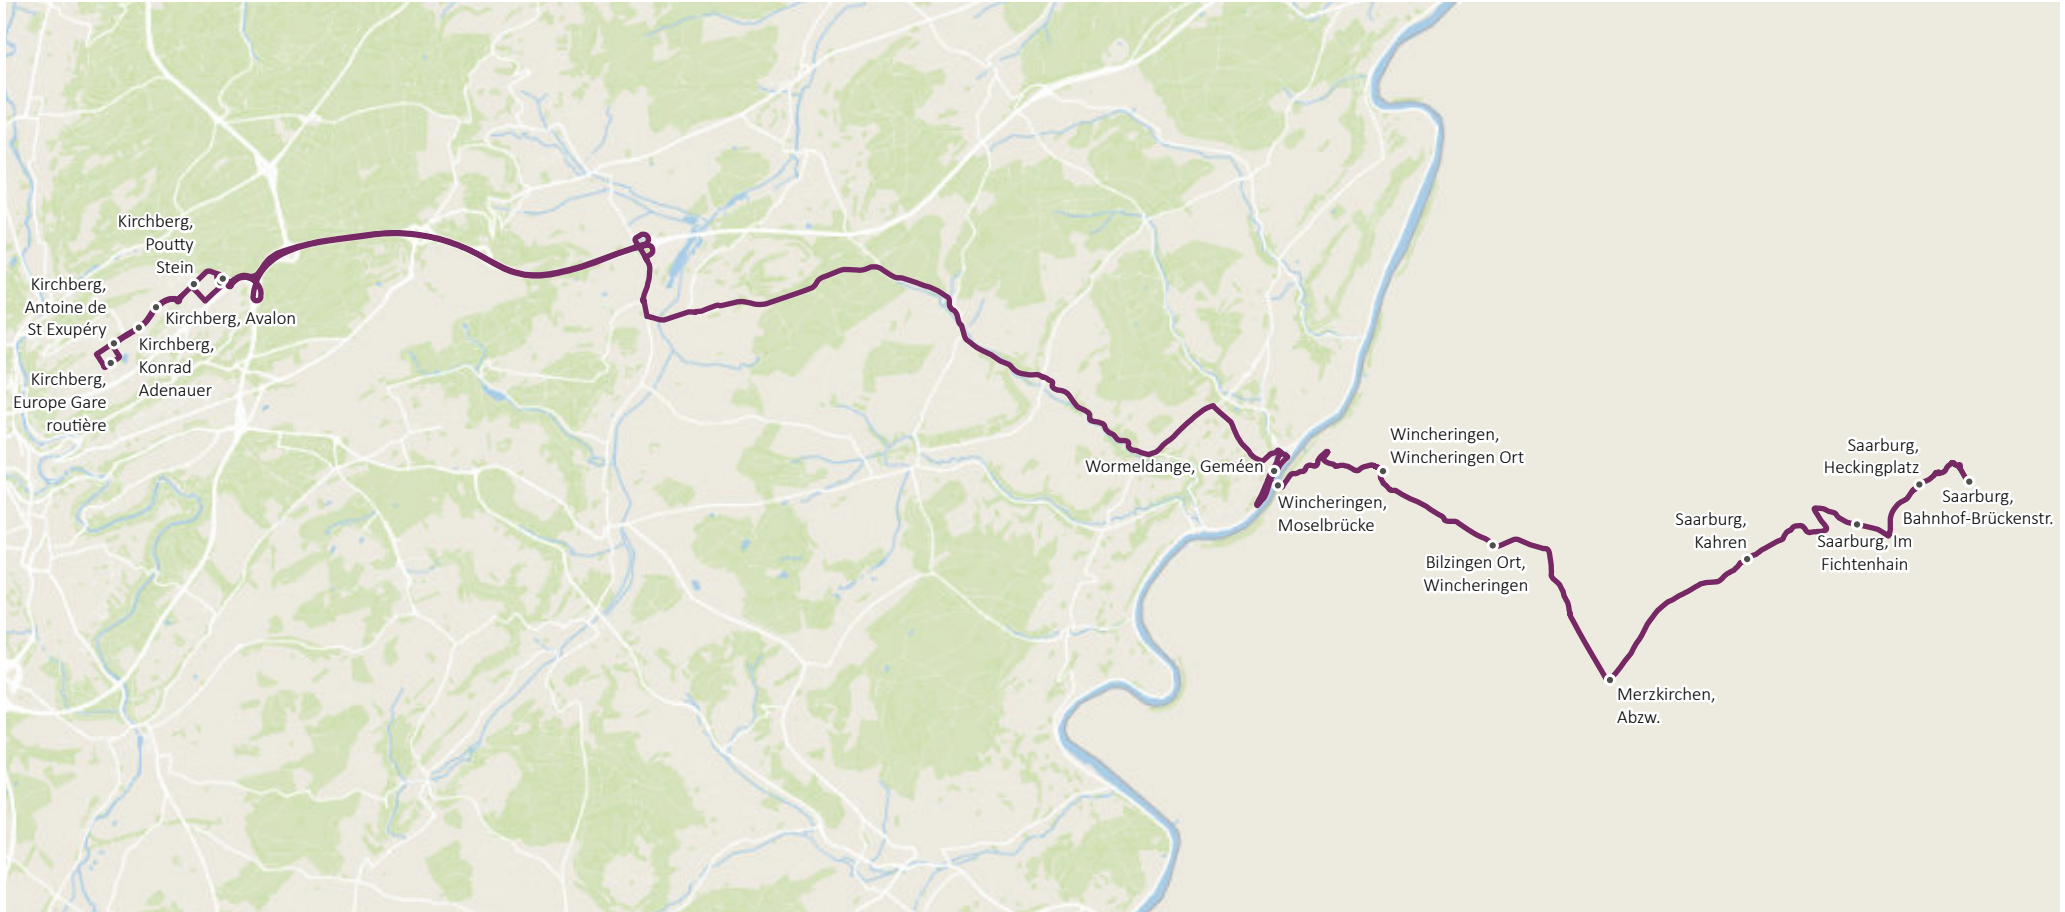 Kirchberg,
Poutty
Stein
Kirchberg,
Antoine de
St Exupéry
Kirchberg, Avalon
Kirchberg,
Konrad
Adenauer
Kirchberg,
Europe Gare
routière
Wormeldange, Geméen
Wincheringen,
Wincheringen Ort
Wincheringen,
Moselbrücke
Bilzingen Ort,
Wincheringen
Merzkirchen,
Abzw.
Saarburg,
Kahren
Saarburg, Im
Fichtenhain
Saarburg,
Heckingplatz
Saarburg,
Bahnhof-Brückenstr.